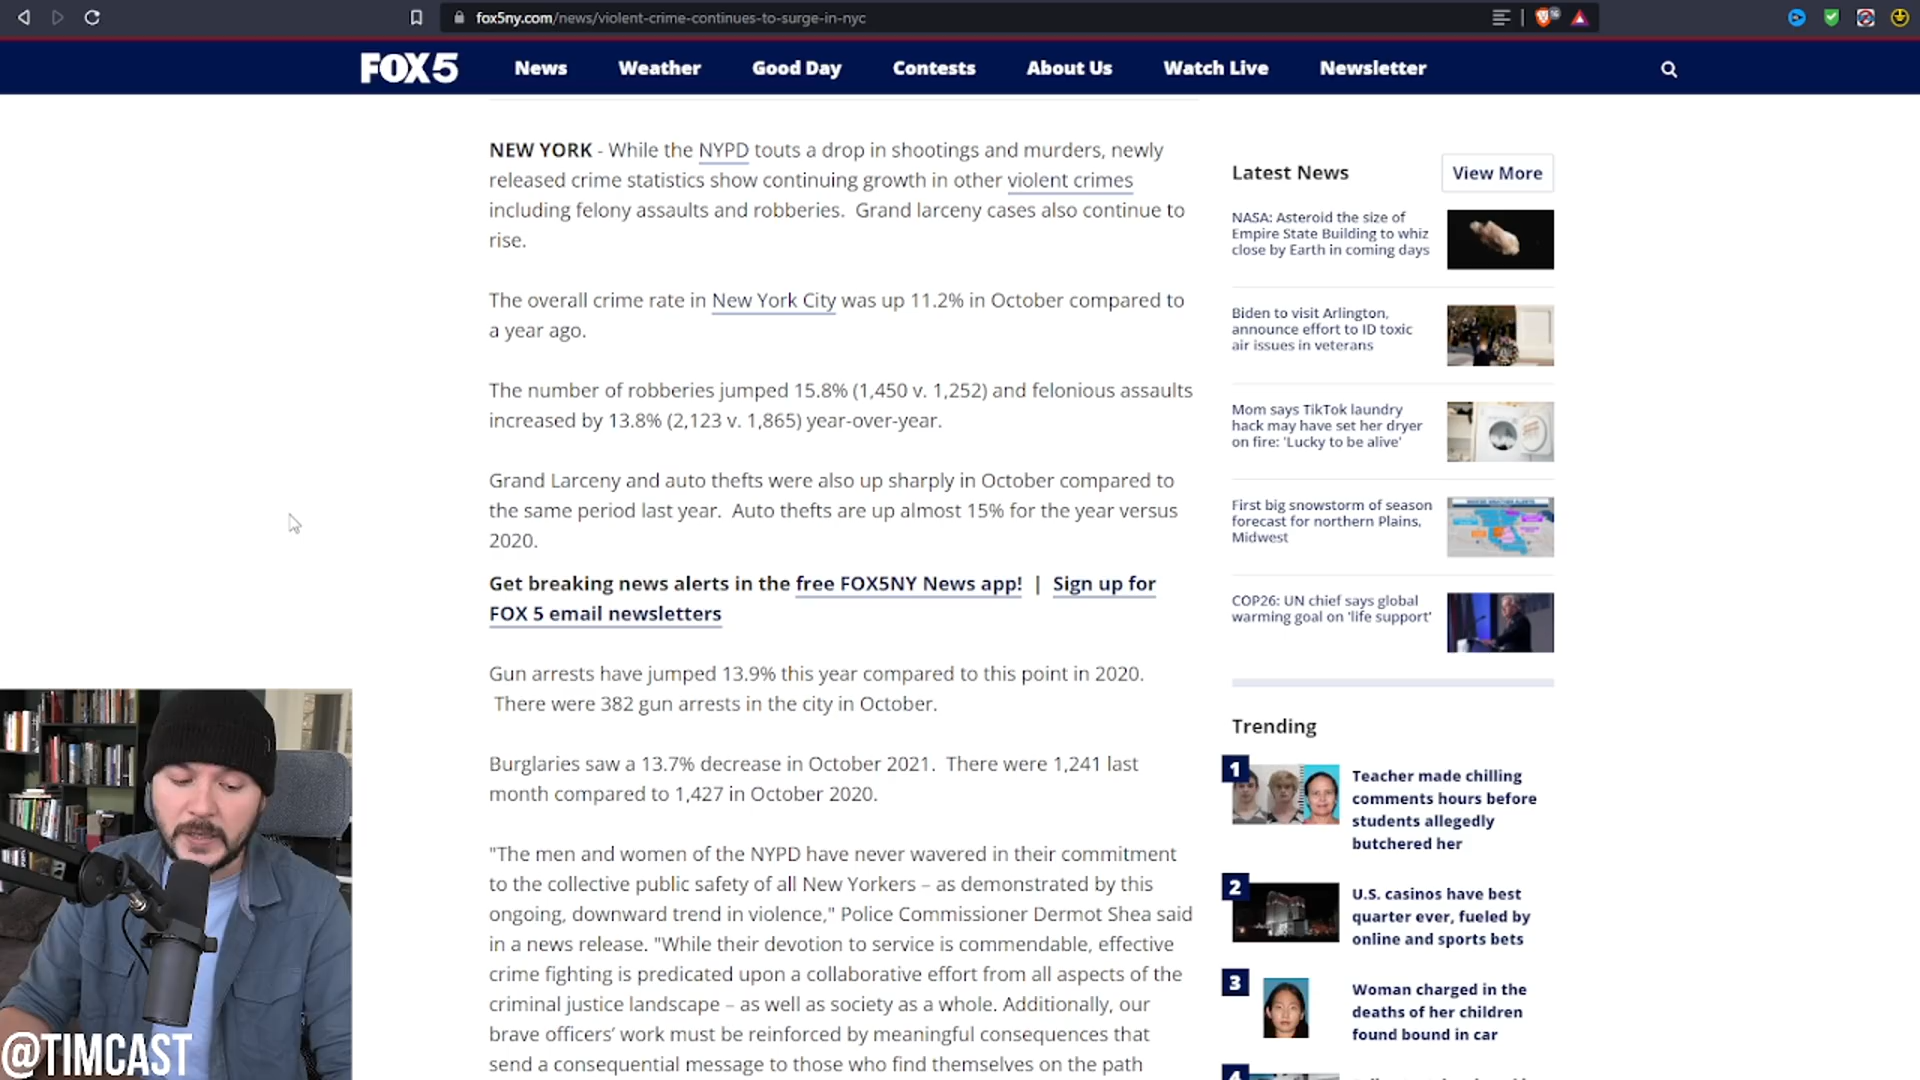 fox5ny.com/news/violent-crime-continues-to-surge-in-nyc
FOX 5
News
Weather
Good Day
Contests
About Us
Watch Live
Newsletter
NEW YORK - While the NYPD touts a drop in shootings and murders, newly
released crime statistics show continuing growth in other violent crimes
including felony assaults and robberies.  Grand larceny cases also continue to
rise.
The overall crime rate in New York City was up 11.2% in October compared to
a year ago.
The number of robberies jumped 15.8% (1,450 v. 1,252) and felonious assaults
increased by 13.8% (2,123 v. 1,865) year-over-year.
Grand Larceny and auto thefts were also up sharply in October compared to
the same period last year.  Auto thefts are up almost 15% for the year versus
2020.
Get breaking news alerts in the free FOX5NY News app!  |  Sign up for
FOX 5 email newsletters
Gun arrests have jumped 13.9% this year compared to this point in 2020.
There were 382 gun arrests in the city in October.
Burglaries saw a 13.7% decrease in October 2021.  There were 1,241 last
month compared to 1,427 in October 2020.
"The men and women of the NYPD have never wavered in their commitment
to the collective public safety of all New Yorkers – as demonstrated by this
ongoing, downward trend in violence," Police Commissioner Dermot Shea said
in a news release. "While their devotion to service is commendable, effective
crime fighting is predicated upon a collaborative effort from all aspects of the
criminal justice landscape – as well as society as a whole. Additionally, our
brave officers' work must be reinforced by meaningful consequences that
send a consequential message to those who find themselves on the path
Latest News
View More
NASA: Asteroid the size of
Empire State Building to whiz
close by Earth in coming days
Biden to visit Arlington,
announce effort to ID toxic
air issues in veterans
Mom says TikTok laundry
hack may have set her dryer
on fire: 'Lucky to be alive'
First big snowstorm of season
forecast for northern Plains,
Midwest
COP26: UN chief says global
warming goal on 'life support'
Trending
1
Teacher made chilling
comments hours before
students allegedly
butchered her
2
U.S. casinos have best
quarter ever, fueled by
online and sports bets
3
Woman charged in the
deaths of her children
found bound in car
4
@TIMCAST